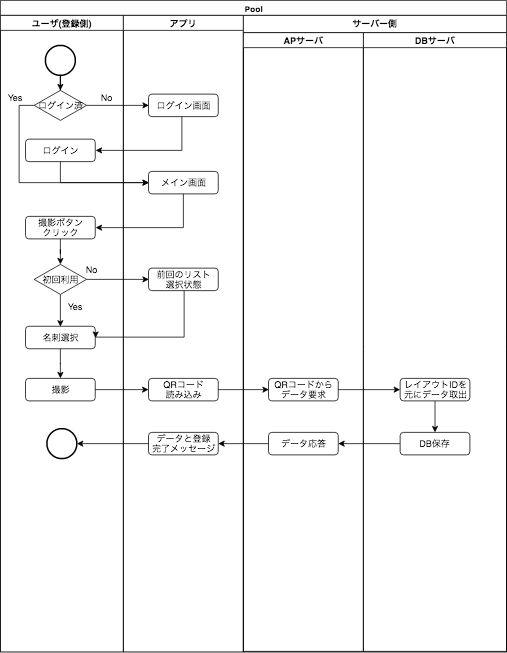 Pool
ユーザ(登録側)
アプリ
サーバー側
APサーバ
DBサーバ
Yes
ログイン済
No
ログイン画面
ログイン
メイン画面
撮影ボタン
クリック
初回利用
No
前回のリスト
選択状態
Yes
名刺選択
撮影
QRコード
読み込み
QRコードから
データ要求
レイアウトIDを
元にデータ取出
データと登録
完了メッセージ
データ応答
DB保存